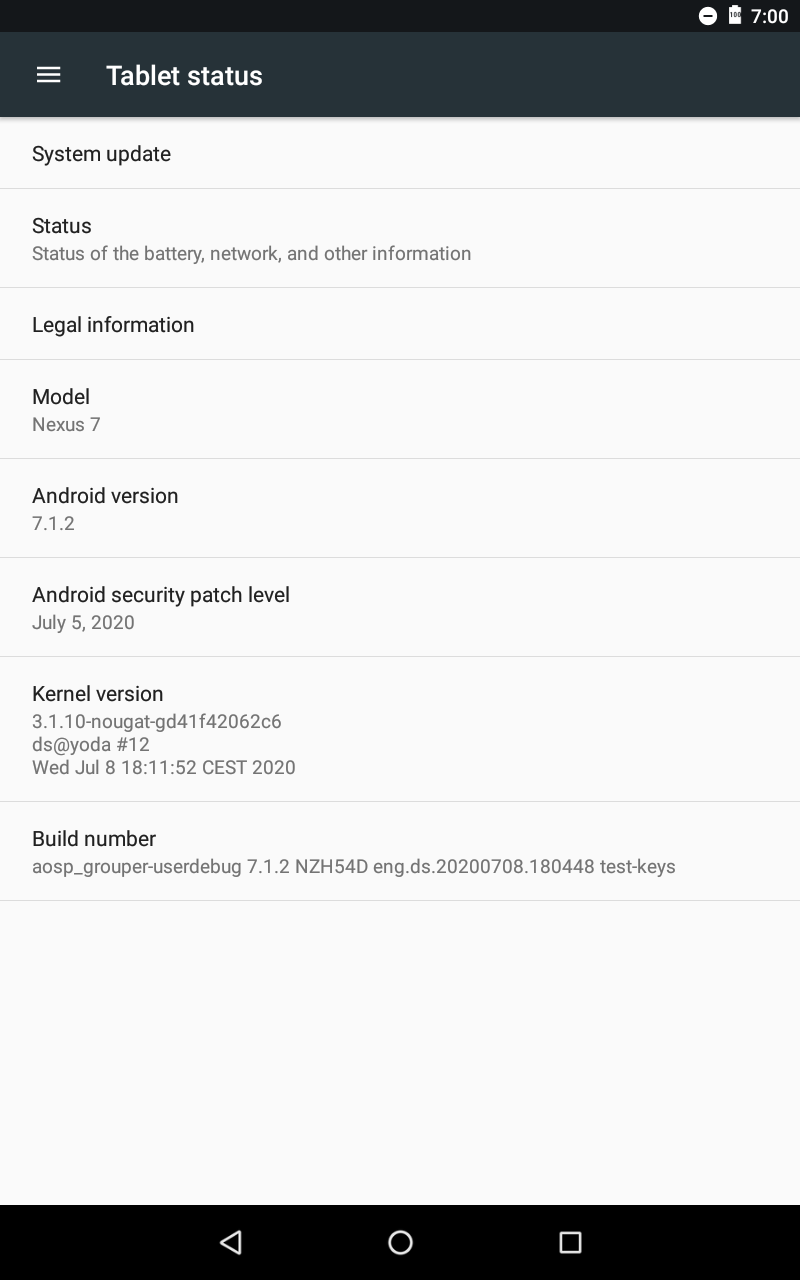 100 7:00
Tablet status
System update
Status
Status of the battery, network, and other information
Legal information
Model
Nexus 7
Android version
7.1.2
Android security patch level
July 5, 2020
Kernel version
3.1.10-nougat-gd41f42062c6
ds@yoda #12
Wed Jul 8 18:11:52 CEST 2020
Build number
aosp_grouper-userdebug 7.1.2 NZH54D eng.ds.20200708.180448 test-keys